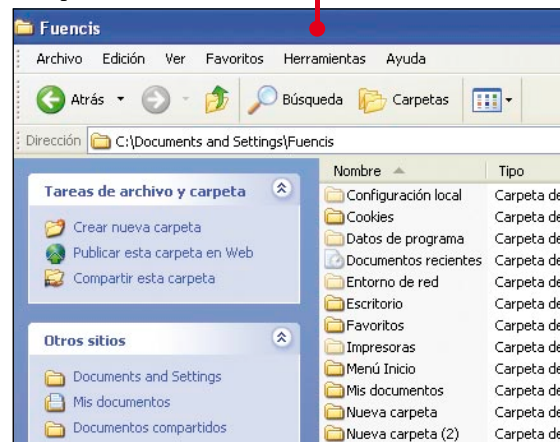 Fuencis
Archivo Edición Ver Favoritos Herramientas Ayuda
Atrás Búsqueda Carpetas
Dirección C:\Documents and Settings\Fuencis
Tareas de archivo y carpeta
Crear nueva carpeta
Publicar esta carpeta en Web
Compartir esta carpeta
Otros sitios
Documents and Settings
Mis documentos
Documentos compartidos
Nombre Tipo
Configuración local Carpeta de
Cookies Carpeta de
Datos de programa Carpeta de
Documentos recientes Carpeta de
Entorno de red Carpeta de
Escritorio Carpeta de
Favoritos Carpeta de
Impresoras Carpeta de
Menú Inicio Carpeta de
Mis documentos Carpeta de
Nueva carpeta Carpeta de
Nueva carpeta (2) Carpeta de